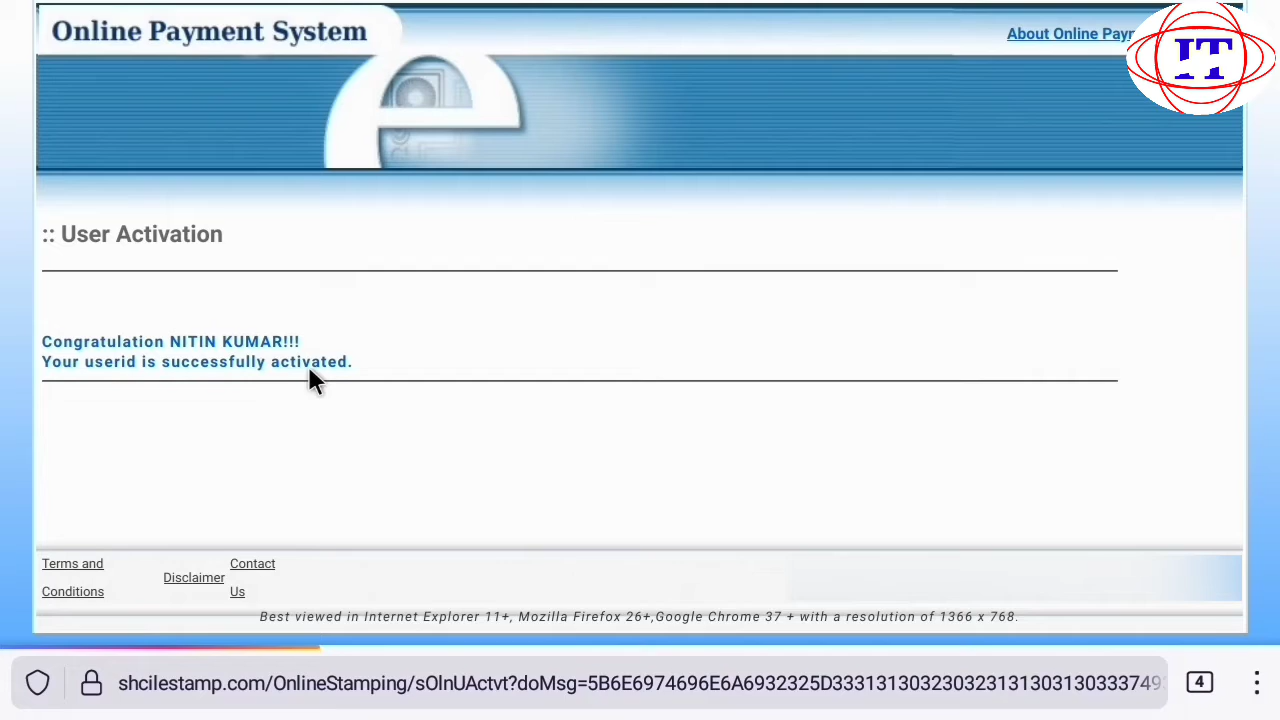 Online Payment System
About Online
IT
:: User Activation
Congratulation NITIN KUMAR!!!
Your userid is successfully activated.
Terms and
Conditions
Disclaimer
Contact
Us
Best viewed in Internet Explorer 11+, Mozilla Firefox 26+,Google Chrome 37 + with a resolution of 1366 x 768.
shcilestamp.com/OnlineStamping/sOlnUActvt?doMsg=5B6E6974696E6A6932325D3331313032303231313031303333749
4